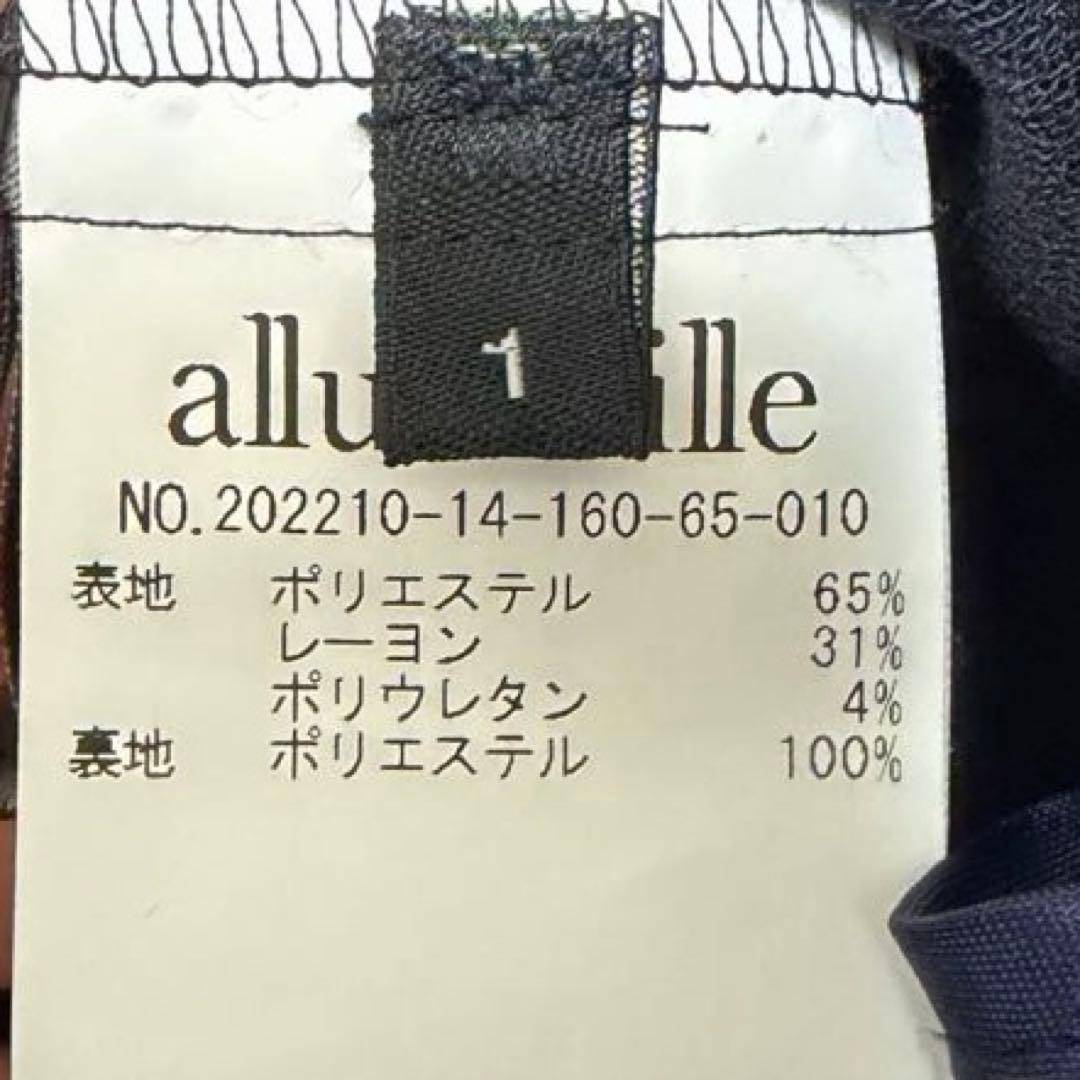 1
allu ille
NO.202210-14-160-65-010
表地 ポリエステル 65%
レーヨン 31%
ポリウレタン 4%
裏地 ポリエステル 100%